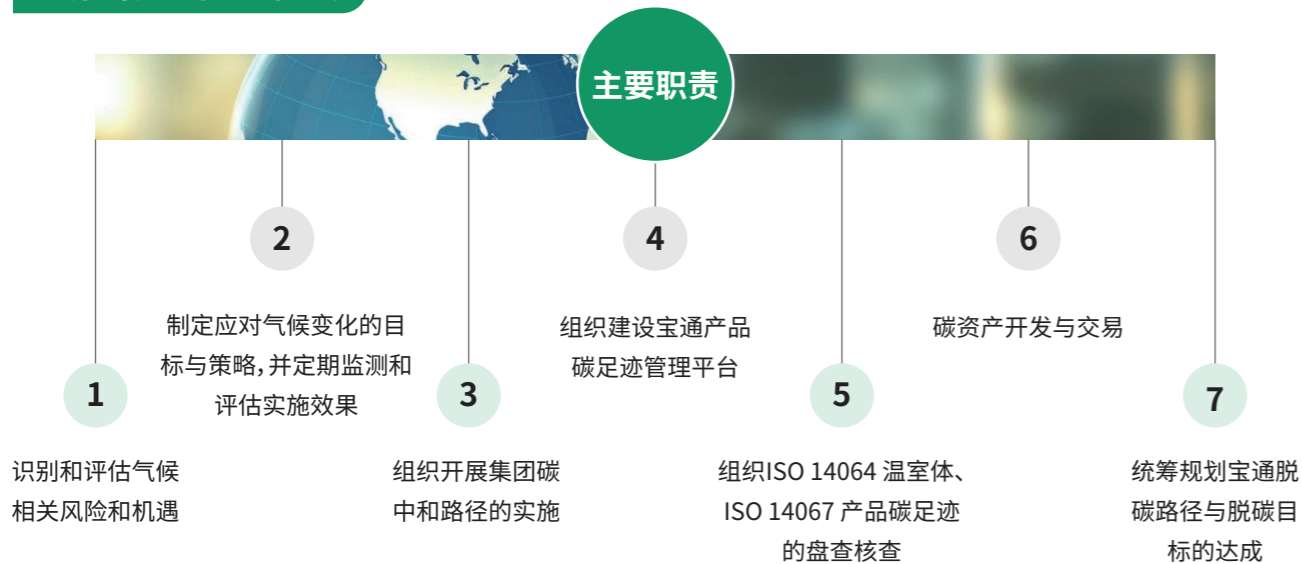 主要职责
1
识别和评估气候
相关风险和机遇
2
制定应对气候变化的目
标与策略,并定期监测和
评估实施效果
3
组织开展集团碳
中和路径的实施
4
组织建设宝通产品
碳足迹管理平台
5
组织ISO 14064 温室体、
ISO 14067 产品碳足迹
的盘查核查
6
碳资产开发与交易
7
统筹规划宝通脱
碳路径与脱碳目
标的达成